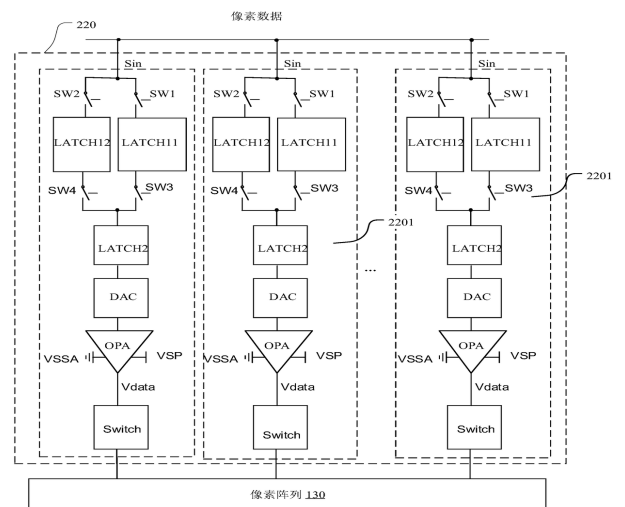 像素数据
220
Sin Sin Sin
SW2 SW1 SW2 SW1 SW2 SW1
LATCH12 LATCH11 LATCH12 LATCH11 LATCH12 LATCH11
SW4 SW3 SW4 SW3 SW4 SW3
2201
2201
LATCH2 LATCH2 LATCH2
...
DAC DAC DAC
OPA OPA OPA
VSSA VSP VSSA VSP VSSA VSP
Vdata Vdata Vdata
Switch Switch Switch
像素阵列 130